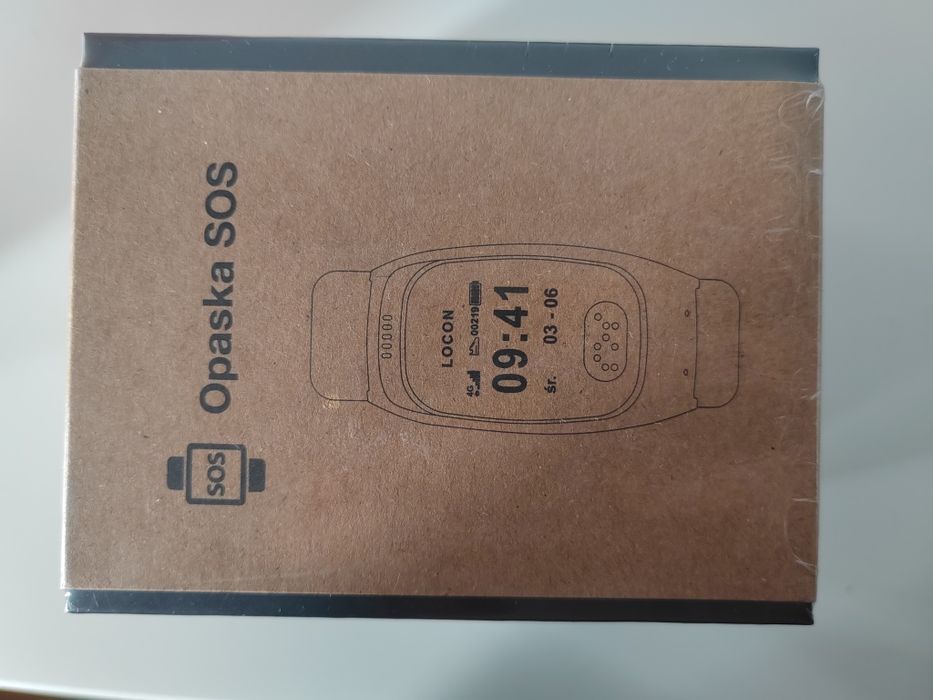 SOS Opaska SOS
LOCON
4G 00219
09:41
śr. 03 - 06